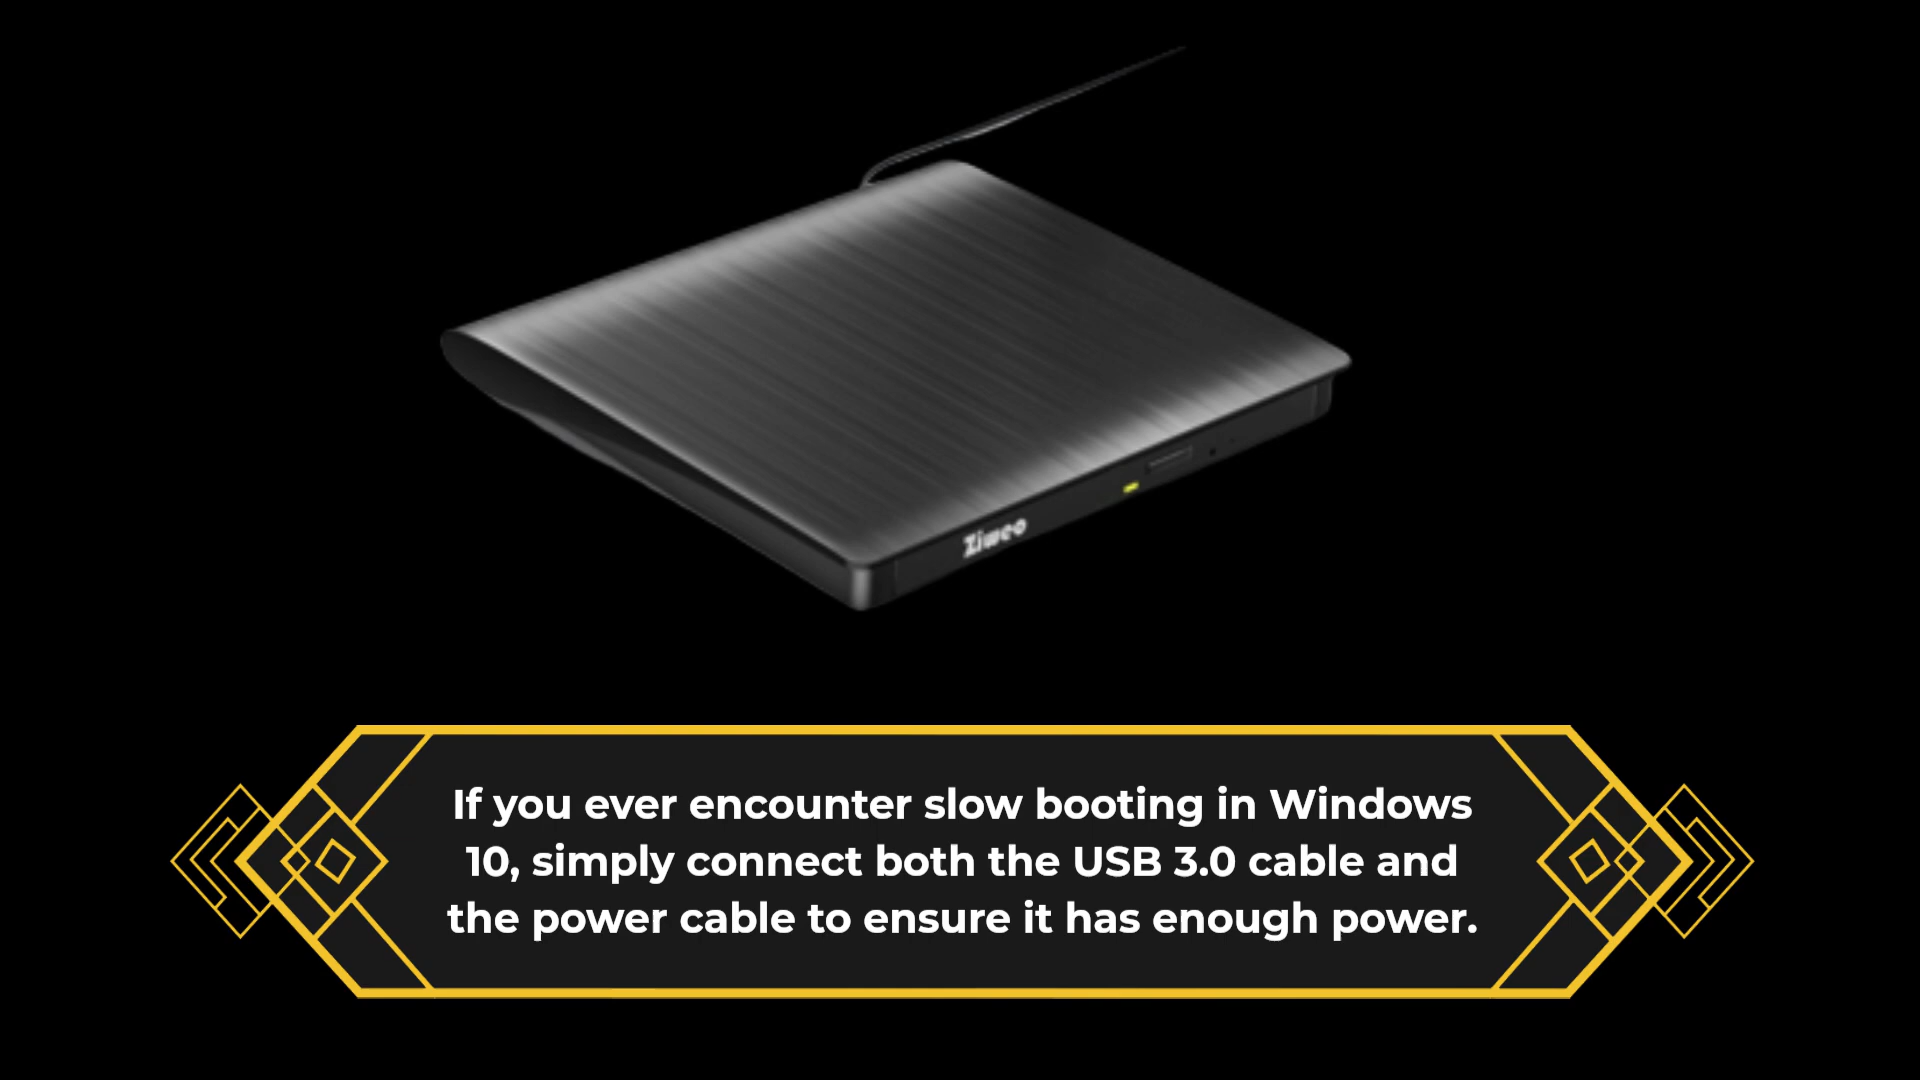 Ziweo
If you ever encounter slow booting in Windows
10, simply connect both the USB 3.0 cable and
the power cable to ensure it has enough power.